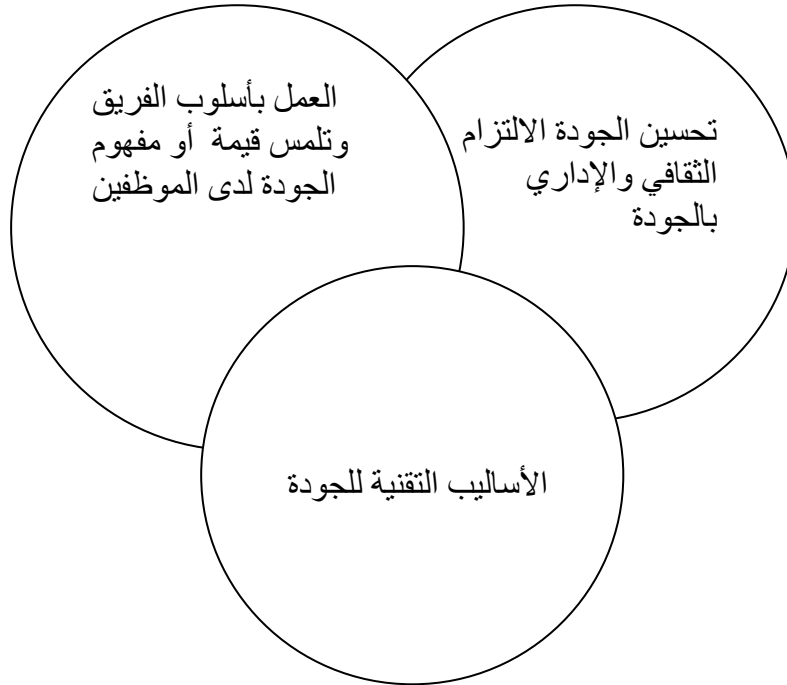 تحسين الجودة الالتزام
الثقافي والإداري
بالجودة
العمل بأسلوب الفريق
وتلمس قيمة أو مفهوم
الجودة لدى الموظفين
الأساليب التقنية للجودة